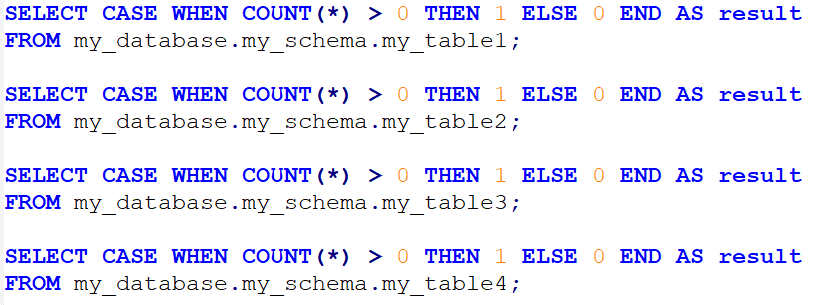 SELECT CASE WHEN COUNT(*) > 0 THEN 1 ELSE 0 END AS result
FROM my_database.my_schema.my_table1;
SELECT CASE WHEN COUNT(*) > 0 THEN 1 ELSE 0 END AS result
FROM my_database.my_schema.my_table2;
SELECT CASE WHEN COUNT(*) > 0 THEN 1 ELSE 0 END AS result
FROM my_database.my_schema.my_table3;
SELECT CASE WHEN COUNT(*) > 0 THEN 1 ELSE 0 END AS result
FROM my_database.my_schema.my_table4;